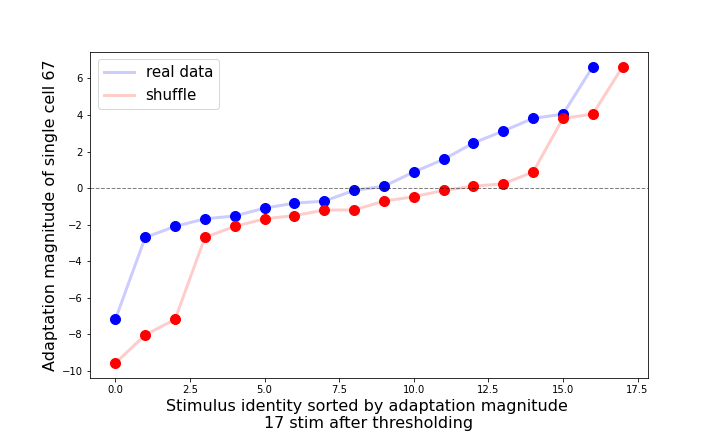 real data
shuffle
Adaptation magnitude of single cell 67
6
4
2
0
−2
−4
−6
−8
−10
0.0 2.5 5.0 7.5 10.0 12.5 15.0 17.5
Stimulus identity sorted by adaptation magnitude
17 stim after thresholding